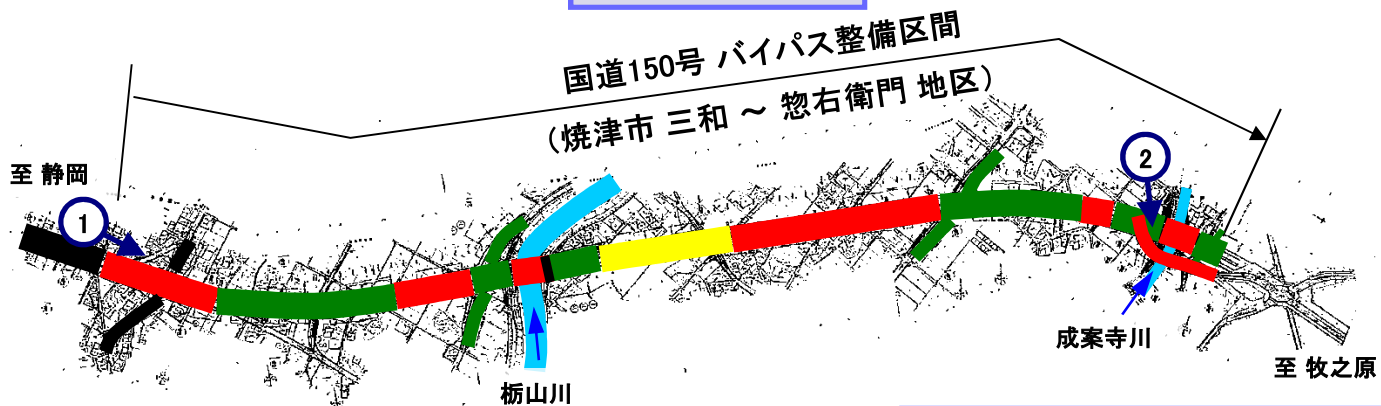 国道150号 バイパス整備区間
(焼津市 三和 ～ 惣右衛門 地区)
至 静岡
1
2
栃山川
成案寺川
至 牧之原